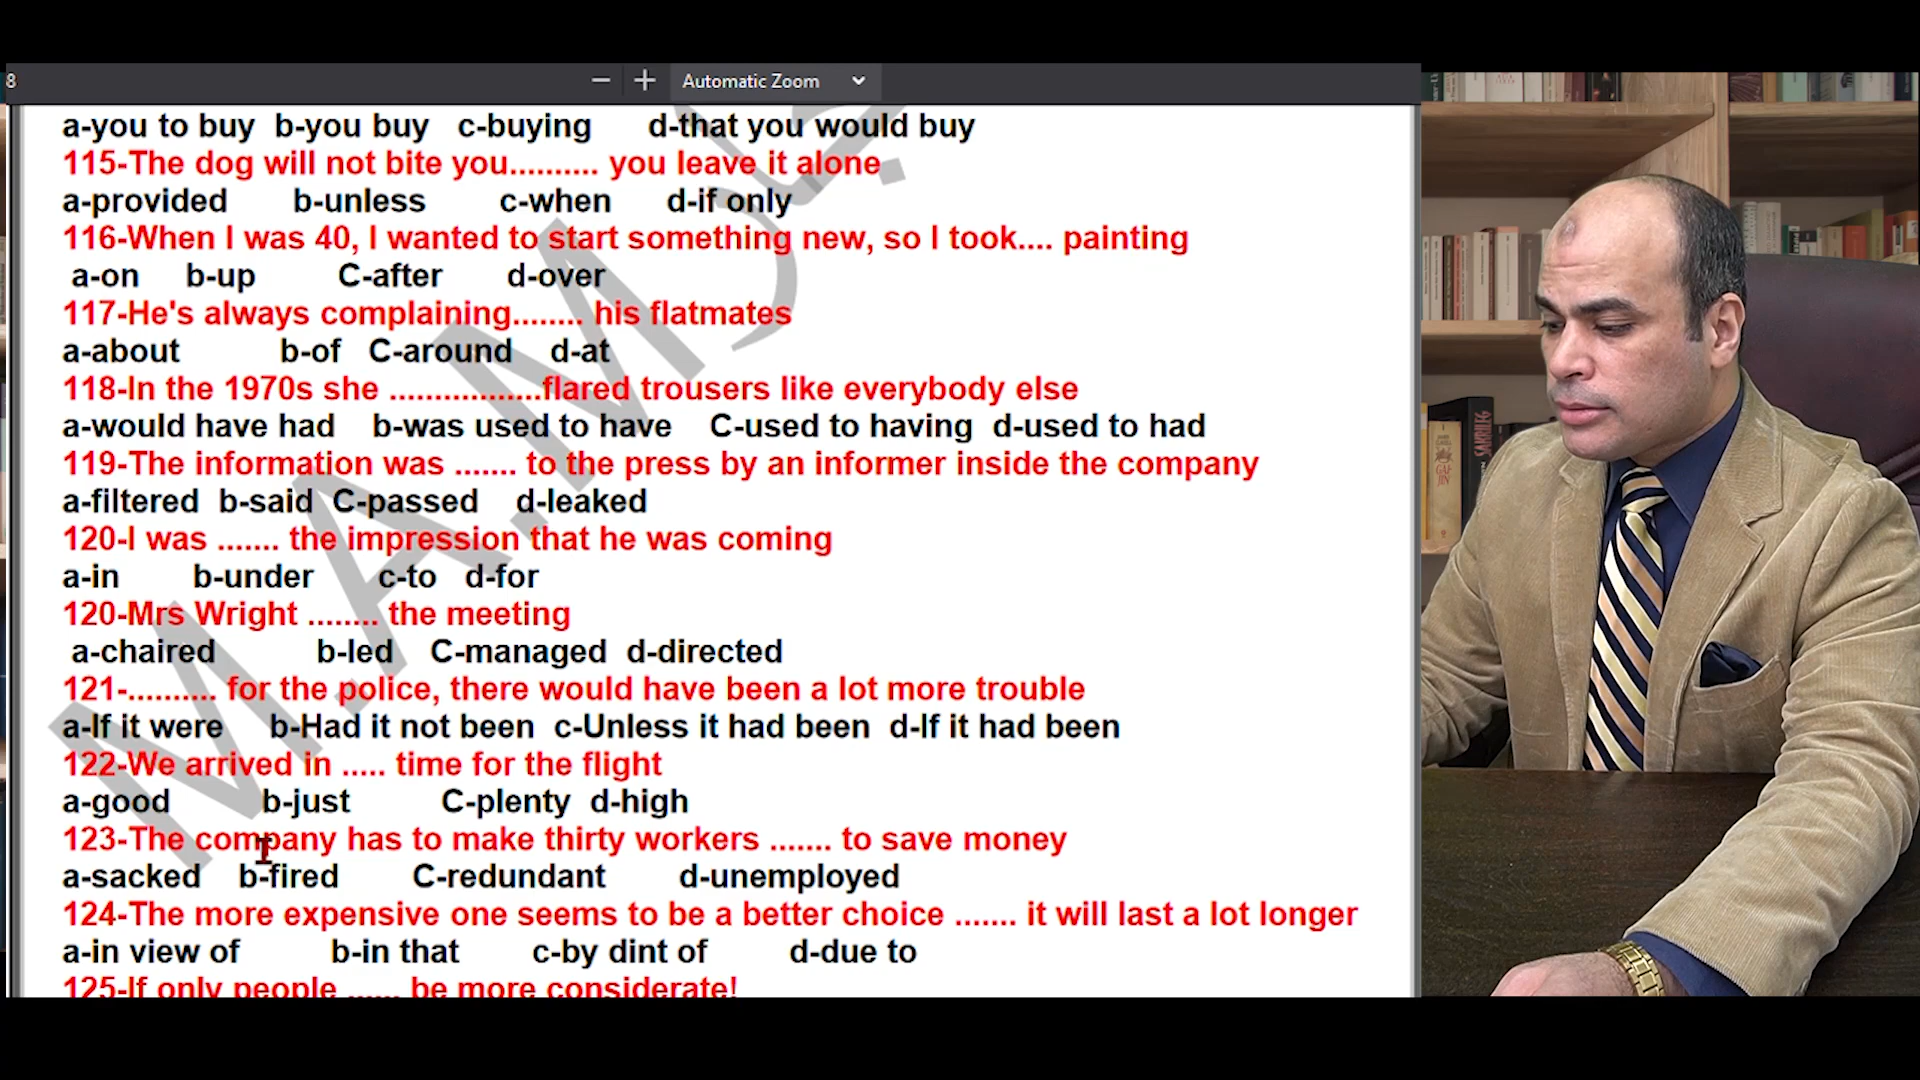 8
Automatic Zoom
a-you to buy b-you buy c-buying d-that you would buy
115-The dog will not bite you.......... you leave it alone
a-provided b-unless c-when d-if only
116-When I was 40, I wanted to start something new, so I took.... painting
a-on b-up C-after d-over
117-He's always complaining........ his flatmates
a-about b-of C-around d-at
118-In the 1970s she .................flared trousers like everybody else
a-would have had b-was used to have C-used to having d-used to had
119-The information was ....... to the press by an informer inside the company
a-filtered b-said C-passed d-leaked
120-I was ....... the impression that he was coming
a-in b-under c-to d-for
120-Mrs Wright ........ the meeting
a-chaired b-led C-managed d-directed
121-.......... for the police, there would have been a lot more trouble
a-If it were b-Had it not been c-Unless it had been d-If it had been
122-We arrived in ..... time for the flight
a-good b-just C-plenty d-high
123-The company has to make thirty workers ....... to save money
a-sacked b-fired C-redundant d-unemployed
124-The more expensive one seems to be a better choice ....... it will last a lot longer
a-in view of b-in that c-by dint of d-due to
125-If only people ...... be more considerate!